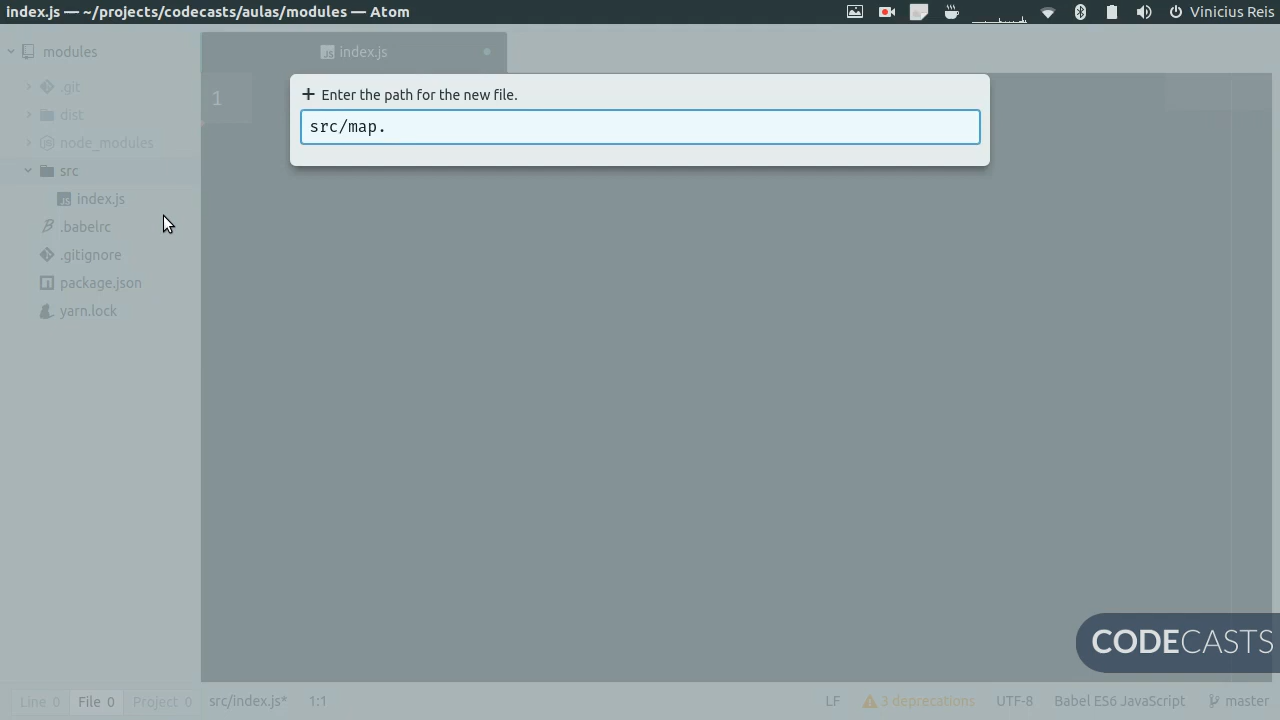 index.js — ~/projects/codecasts/aulas/modules — Atom
Vinicius Reis
modules
.git
dist
node_modules
src
index.js
.babelrc
.gitignore
package.json
yarn.lock
index.js
1
Enter the path for the new file.
src/map.
CODECASTS
Line 0 File 0 Project 0 src/index.js* 1:1 LF 3 deprecations UTF-8 Babel ES6 JavaScript master